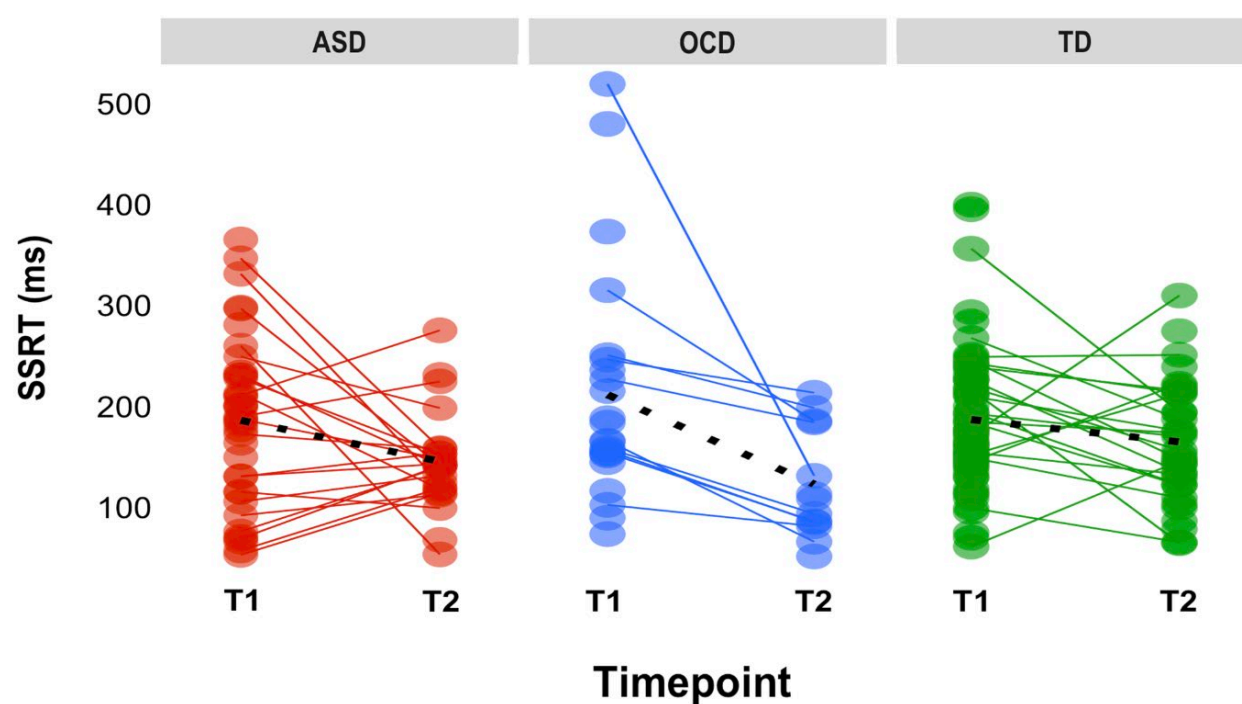 ASD OCD TD
500
400
300
200
100
SSRT (ms)
T1 T2 T1 T2 T1 T2
Timepoint